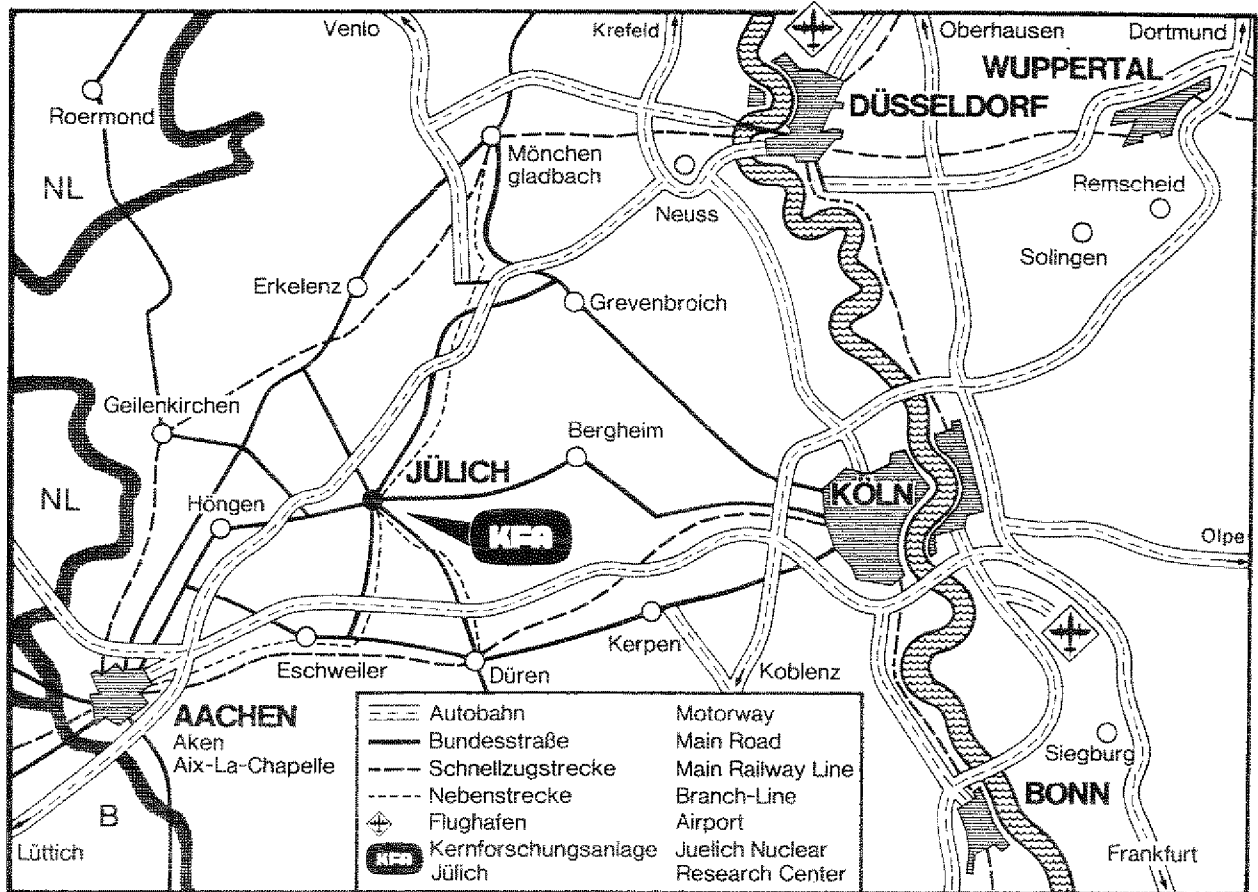 Venlo
Krefeld
Oberhausen
Dortmund
WUPPERTAL
DÜSSELDORF
Roermond
Mönchen
gladbach
NL
Remscheid
Neuss
Solingen
Erkelenz
Grevenbroich
Geilenkirchen
Bergheim
JÜLICH
NL
KÖLN
Höngen
KFA
Olpe
Kerpen
Eschweiler
Düren
Koblenz
AACHEN
Aken
Aix-La-Chapelle
Siegburg
BONN
B
Lüttich
Frankfurt
Autobahn Motorway
Bundesstraße Main Road
Schnellzugstrecke Main Railway Line
Nebenstrecke Branch-Line
Flughafen Airport
KFA Kernforschungsanlage Juelich Nuclear
Jülich Research Center